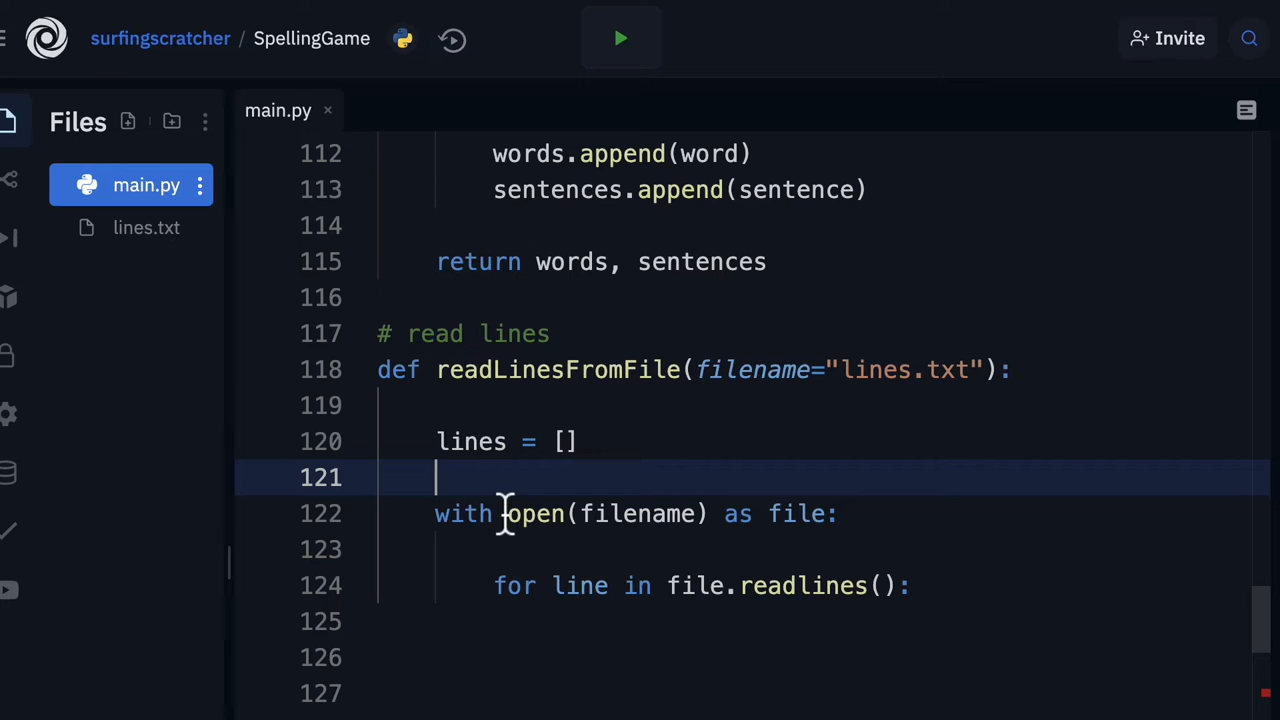 surfingscratcher / SpellingGame
Invite
Files
main.py
lines.txt
main.py ×
112 words.append(word)
113 sentences.append(sentence)
114
115 return words, sentences
116
117 # read lines
118 def readLinesFromFile(filename="lines.txt"):
119
120 lines = []
121
122 with open(filename) as file:
123
124 for line in file.readlines():
125
126
127